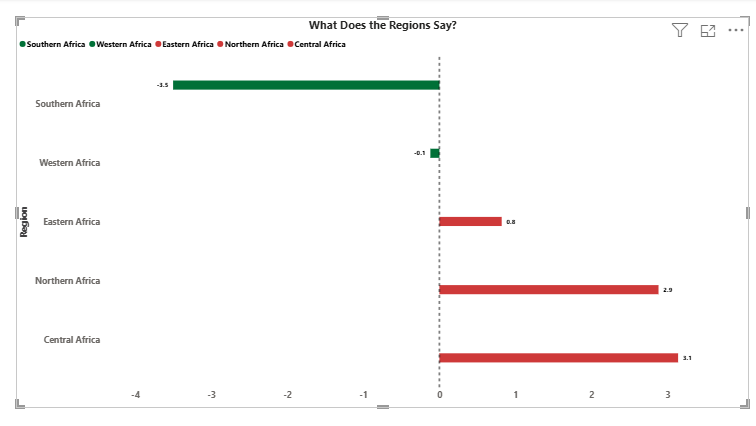 What Does the Regions Say?
Southern Africa Western Africa Eastern Africa Northern Africa Central Africa
-3.5
Southern Africa
-0.1
Western Africa
Region
Eastern Africa 0.8
Northern Africa
2.9
Central Africa
3.1
-4 -3 -2 -1 0 1 2 3